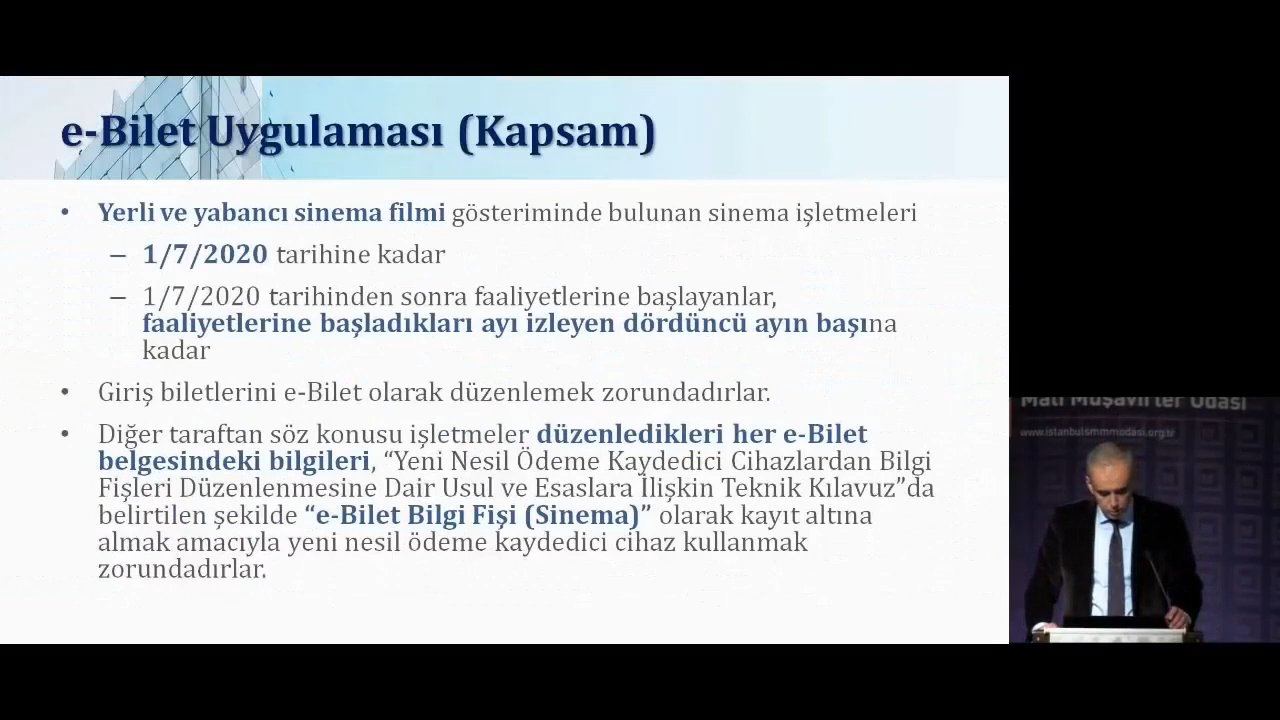 e-Bilet Uygulaması (Kapsam)
• Yerli ve yabancı sinema filmi gösteriminde bulunan sinema işletmeleri
– 1/7/2020 tarihine kadar
– 1/7/2020 tarihinden sonra faaliyetlerine başlayanlar,
faaliyetlerine başladıkları ayı izleyen dördüncü ayın başına
kadar
• Giriş biletlerini e-Bilet olarak düzenlemek zorundadırlar.
• Diğer taraftan söz konusu işletmeler düzenledikleri her e-Bilet
belgesindeki bilgileri, “Yeni Nesil Ödeme Kaydedici Cihazlardan Bilgi
Fişleri Düzenlenmesine Dair Usul ve Esaslara İlişkin Teknik Kılavuz”da
belirtilen şekilde “e-Bilet Bilgi Fişi (Sinema)” olarak kayıt altına
almak amacıyla yeni nesil ödeme kaydedici cihaz kullanmak
zorundadırlar.
Mali Müşavirler Odası
www.istanbulsmmmodasi.org.tr